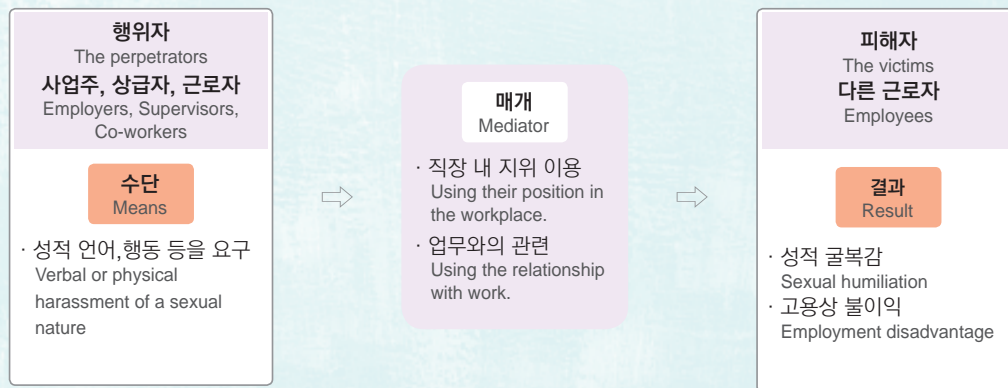 행위자
The perpetrators
사업주, 상급자, 근로자
Employers, Supervisors,
Co-workers
수단
Means
· 성적 언어,행동 등을 요구
Verbal or physical
harassment of a sexual
nature
매개
Mediator
· 직장 내 지위 이용
Using their position in
the workplace.
· 업무와의 관련
Using the relationship
with work.
피해자
The victims
다른 근로자
Employees
결과
Result
· 성적 굴복감
Sexual humiliation
· 고용상 불이익
Employment disadvantage